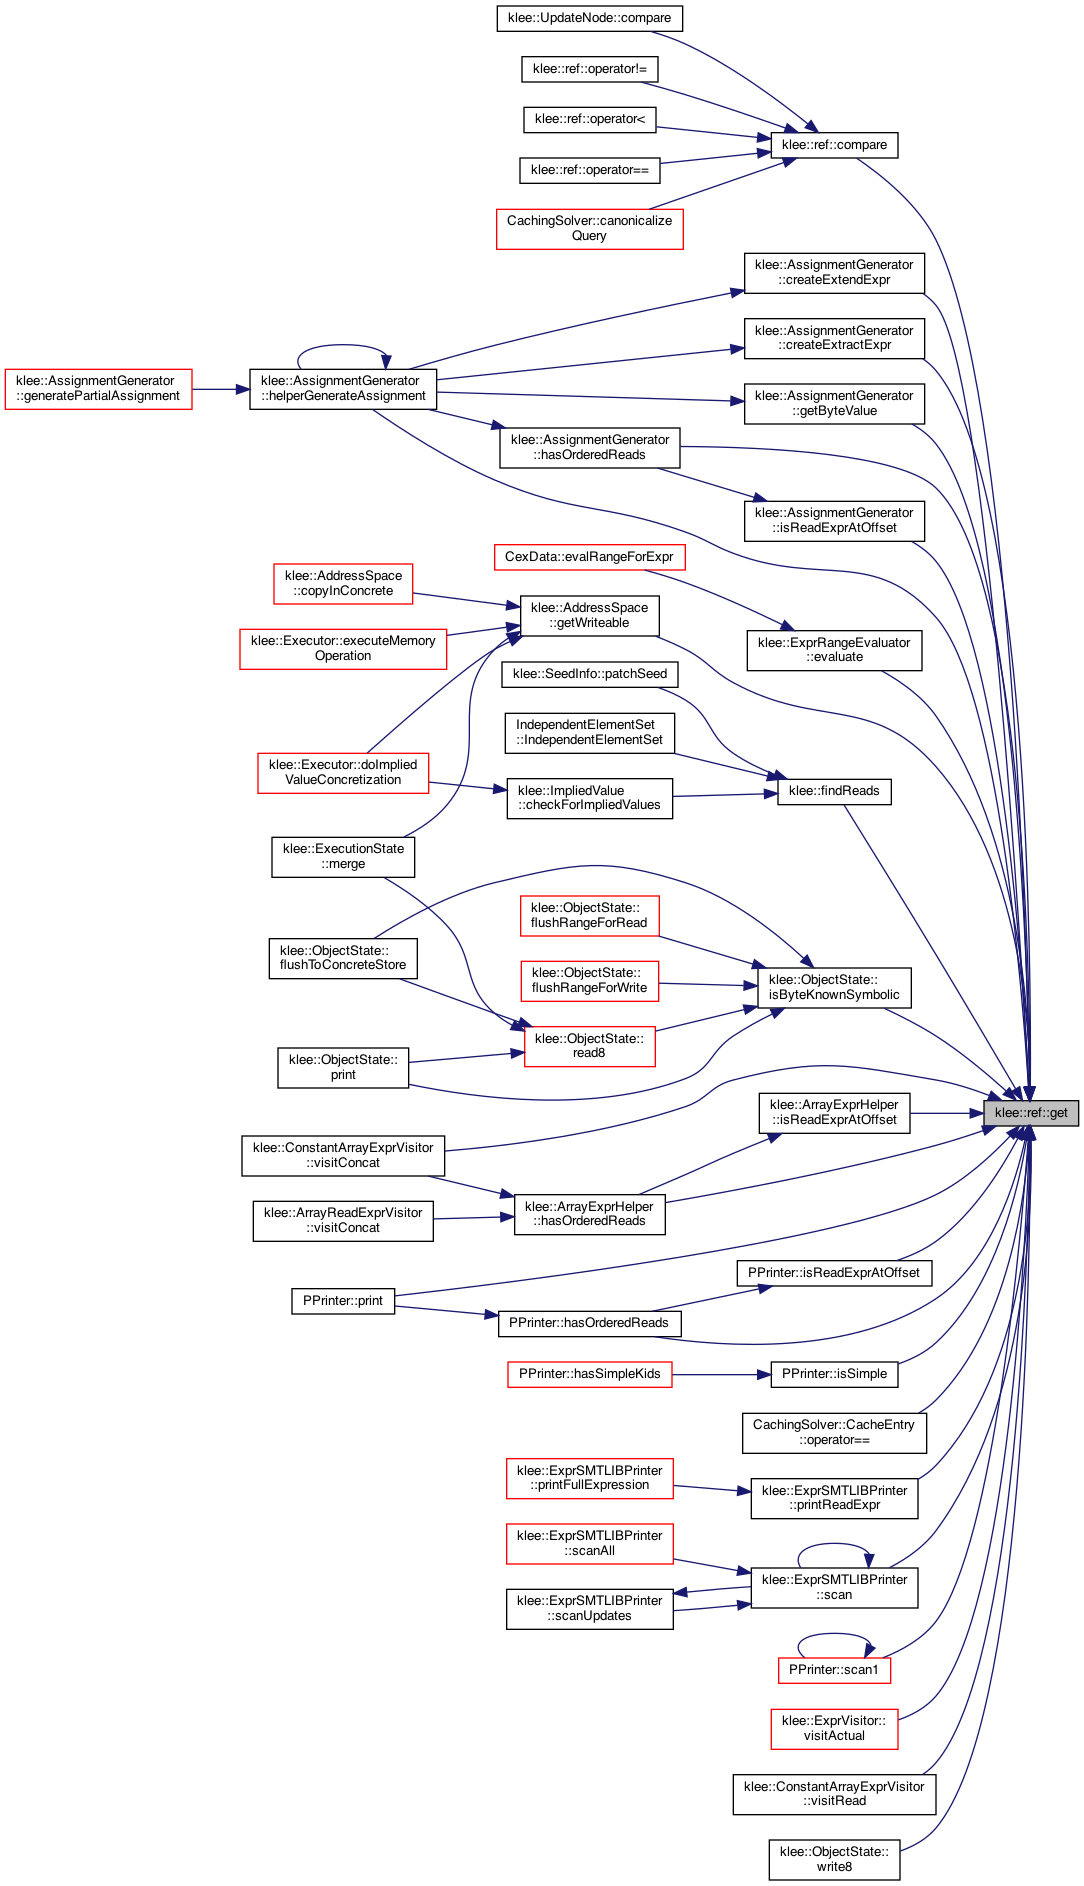 klee::UpdateNode::compare
klee::ref::operator!=
klee::ref::operator<
klee::ref::compare
klee::ref::operator==
CachingSolver::canonicalize
Query
klee::AssignmentGenerator
::createExtendExpr
klee::AssignmentGenerator
::createExtractExpr
klee::AssignmentGenerator
::generatePartialAssignment
klee::AssignmentGenerator
::helperGenerateAssignment
klee::AssignmentGenerator
::getByteValue
klee::AssignmentGenerator
::hasOrderedReads
klee::AssignmentGenerator
::isReadExprAtOffset
CexData::evalRangeForExpr
klee::AddressSpace
::copyInConcrete
klee::AddressSpace
::getWriteable
klee::Executor::executeMemory
Operation
klee::ExprRangeEvaluator
::evaluate
klee::SeedInfo::patchSeed
IndependentElementSet
::IndependentElementSet
klee::Executor::doImplied
ValueConcretization
klee::ImpliedValue
::checkForImpliedValues
klee::findReads
klee::ExecutionState
::merge
klee::ObjectState::
flushRangeForRead
klee::ObjectState::
flushToConcreteStore
klee::ObjectState::
flushRangeForWrite
klee::ObjectState::
isByteKnownSymbolic
klee::ObjectState::
read8
klee::ObjectState::
print
klee::ArrayExprHelper
::isReadExprAtOffset
klee::ref::get
klee::ConstantArrayExprVisitor
::visitConcat
klee::ArrayReadExprVisitor
::visitConcat
klee::ArrayExprHelper
::hasOrderedReads
PPrinter::isReadExprAtOffset
PPrinter::print
PPrinter::hasOrderedReads
PPrinter::hasSimpleKids
PPrinter::isSimple
CachingSolver::CacheEntry
::operator==
klee::ExprSMTLIBPrinter
::printFullExpression
klee::ExprSMTLIBPrinter
::printReadExpr
klee::ExprSMTLIBPrinter
::scanAll
klee::ExprSMTLIBPrinter
::scan
klee::ExprSMTLIBPrinter
::scanUpdates
PPrinter::scan1
klee::ExprVisitor::
visitActual
klee::ConstantArrayExprVisitor
::visitRead
klee::ObjectState::
write8